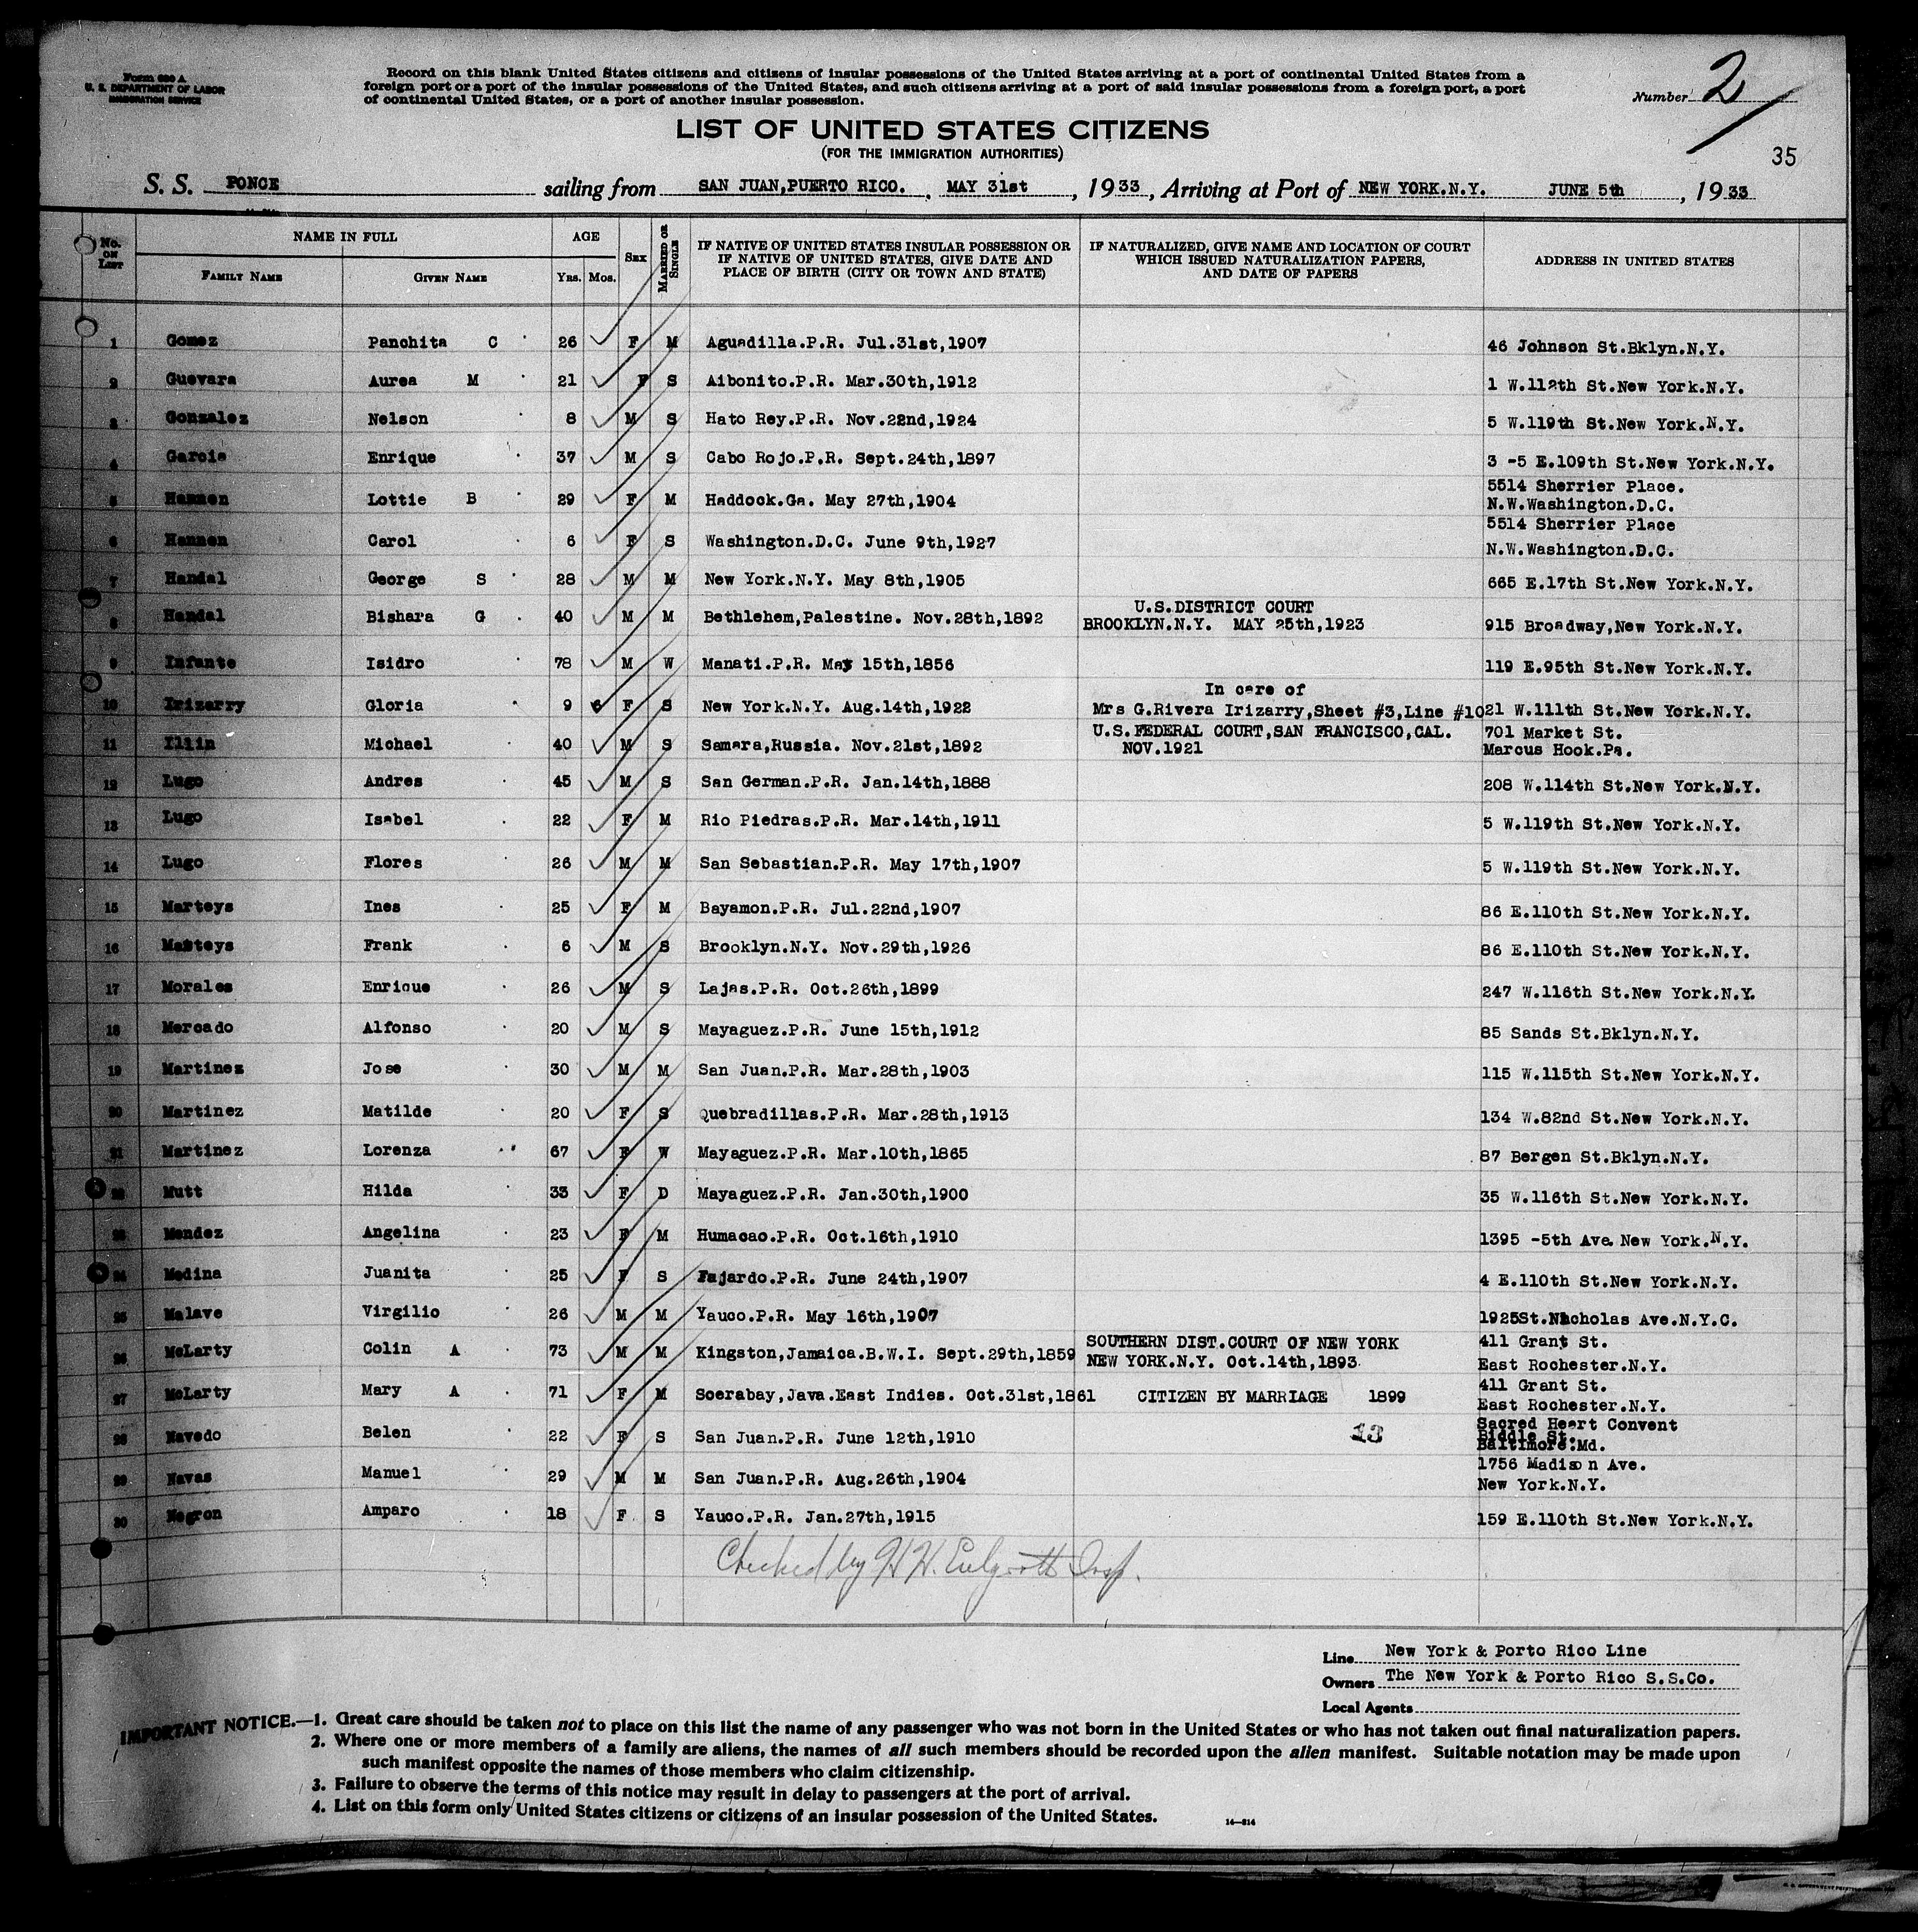 Form 630 A
U. S. DEPARTMENT OF LABOR
IMMIGRATION SERVICE
Record on this blank United States citizens and citizens of insular possessions of the United States arriving at a port of continental United States from a
foreign port or a port of the insular possessions of the United States, and such citizens arriving at a port of said insular possessions from a foreign port, a port
of continental United States, or a port of another insular possession.
Number 2
LIST OF UNITED STATES CITIZENS
(FOR THE IMMIGRATION AUTHORITIES)
35
S. S. PONCE sailing from SAN JUAN,PUERTO RICO. , MAY 31st , 1933, Arriving at Port of NEW YORK.N.Y. JUNE 5th , 1933
No. ON LIST
NAME IN FULL
FAMILY NAME
GIVEN NAME
AGE
YRS. MOS.
SEX
MARRIED OR SINGLE
IF NATIVE OF UNITED STATES INSULAR POSSESSION OR
IF NATIVE OF UNITED STATES, GIVE DATE AND
PLACE OF BIRTH (CITY OR TOWN AND STATE)
IF NATURALIZED, GIVE NAME AND LOCATION OF COURT
WHICH ISSUED NATURALIZATION PAPERS,
AND DATE OF PAPERS
ADDRESS IN UNITED STATES
1 Gomez Panchita C 26 F M Aguadilla.P.R. Jul.31st,1907 46 Johnson St.Bklyn.N.Y.
2 Guevara Aurea M 21 F S Aibonito.P.R. Mar.30th,1912 1 W.112th St.New York.N.Y.
3 Gonzalez Nelson 8 M S Hato Rey.P.R. Nov.22nd,1924 5 W.119th St.New York.N.Y.
4 Garcia Enrique 37 M S Cabo Rojo.P.R. Sept.24th,1897 3 -5 E.109th St.New York.N.Y.
5 Hannen Lottie B 29 F M Haddock.Ga. May 27th,1904 5514 Sherrier Place.
N.W.Washington.D.C.
6 Hannen Carol 6 F S Washington.D.C. June 9th,1927 5514 Sherrier Place
N.W.Washington.D.C.
7 Handal George S 28 M M New York.N.Y. May 8th,1905 665 E.17th St.New York.N.Y.
8 Handal Bishara G 40 M M Bethlehem,Palestine. Nov.28th,1892 U.S.DISTRICT COURT
BROOKLYN.N.Y. MAY 25th,1923 915 Broadway,New York.N.Y.
9 Infante Isidro 78 M W Manati.P.R. May 15th,1856 119 E.95th St.New York.N.Y.
In care of
10 Irizarry Gloria 9 6 F S New York.N.Y. Aug.14th,1922 Mrs G.Rivera Irizarry,Sheet #3,Line #10 21 W.111th St.New York.N.Y.
11 Illin Michael 40 M S Samara,Russia. Nov.21st,1892 U.S.FEDERAL COURT,SAN FRANCISCO,CAL. 701 Market St.
NOV.1921 Marcus Hook.Pa.
12 Lugo Andres 45 M S San German.P.R. Jan.14th,1888 208 W.114th St.New York.N.Y.
13 Lugo Isabel 22 F M Rio Piedras.P.R. Mar.14th,1911 5 W.119th St.New York.N.Y.
14 Lugo Flores 26 M M San Sebastian.P.R. May 17th,1907 5 W.119th St.New York.N.Y.
15 Marteys Ines 25 F M Bayamon.P.R. Jul.22nd,1907 86 E.110th St.New York.N.Y.
16 Marteys Frank 6 M S Brooklyn.N.Y. Nov.29th,1926 86 E.110th St.New York.N.Y.
17 Morales Enrique 26 M S Lajas.P.R. Oct.26th,1899 247 W.116th St.New York.N.Y.
18 Mercado Alfonso 20 M S Mayaguez.P.R. June 15th,1912 85 Sands St.Bklyn.N.Y.
19 Martinez Jose 30 M M San Juan.P.R. Mar.28th,1903 115 W.115th St.New York.N.Y.
20 Martinez Matilde 20 F S Quebradillas.P.R. Mar.28th,1913 134 W.82nd St.New York.N.Y.
21 Martinez Lorenza 67 F W Mayaguez.P.R. Mar.10th,1865 87 Bergen St.Bklyn.N.Y.
22 Mutt Hilda 33 F D Mayaguez.P.R. Jan.30th,1900 35 W.116th St.New York.N.Y.
23 Mendez Angelina 23 F M Humacao.P.R. Oct.16th,1910 1395 -5th Ave. New York.N.Y.
24 Medina Juanita 25 F S Fajardo.P.R. June 24th,1907 4 E.110th St.New York.N.Y.
25 Malave Virgilio 26 M M Yauco.P.R. May 16th,1907 1925St.Nicholas Ave.N.Y.C.
26 McLarty Colin A 73 M M Kingston,Jamaica.B.W.I. Sept.29th,1859 SOUTHERN DIST.COURT OF NEW YORK 411 Grant St.
NEW YORK.N.Y. Oct.14th,1893. East Rochester.N.Y.
27 McLarty Mary A 71 F M Soerabay,Java.East Indies. Oct.31st,1861 CITIZEN BY MARRIAGE 1899 411 Grant St.
East Rochester.N.Y.
28 Navedo Belen 22 F S San Juan.P.R. June 12th,1910 13 Sacred Heart Convent
Biddle St.
Baltimore.Md.
29 Navas Manuel 29 M M San Juan.P.R. Aug.26th,1904 1756 Madison Ave.
New York.N.Y.
30 Negron Amparo 18 F S Yauco.P.R. Jan.27th,1915 159 E.110th St.New York.N.Y.
Checked by H H. Insp.
Line New York & Porto Rico Line
Owners The New York & Porto Rico S.S.Co.
Local Agents
IMPORTANT NOTICE.—1. Great care should be taken not to place on this list the name of any passenger who was not born in the United States or who has not taken out final naturalization papers.
2. Where one or more members of a family are aliens, the names of all such members should be recorded upon the alien manifest. Suitable notation may be made upon
such manifest opposite the names of those members who claim citizenship.
3. Failure to observe the terms of this notice may result in delay to passengers at the port of arrival.
4. List on this form only United States citizens or citizens of an insular possession of the United States.
14—814